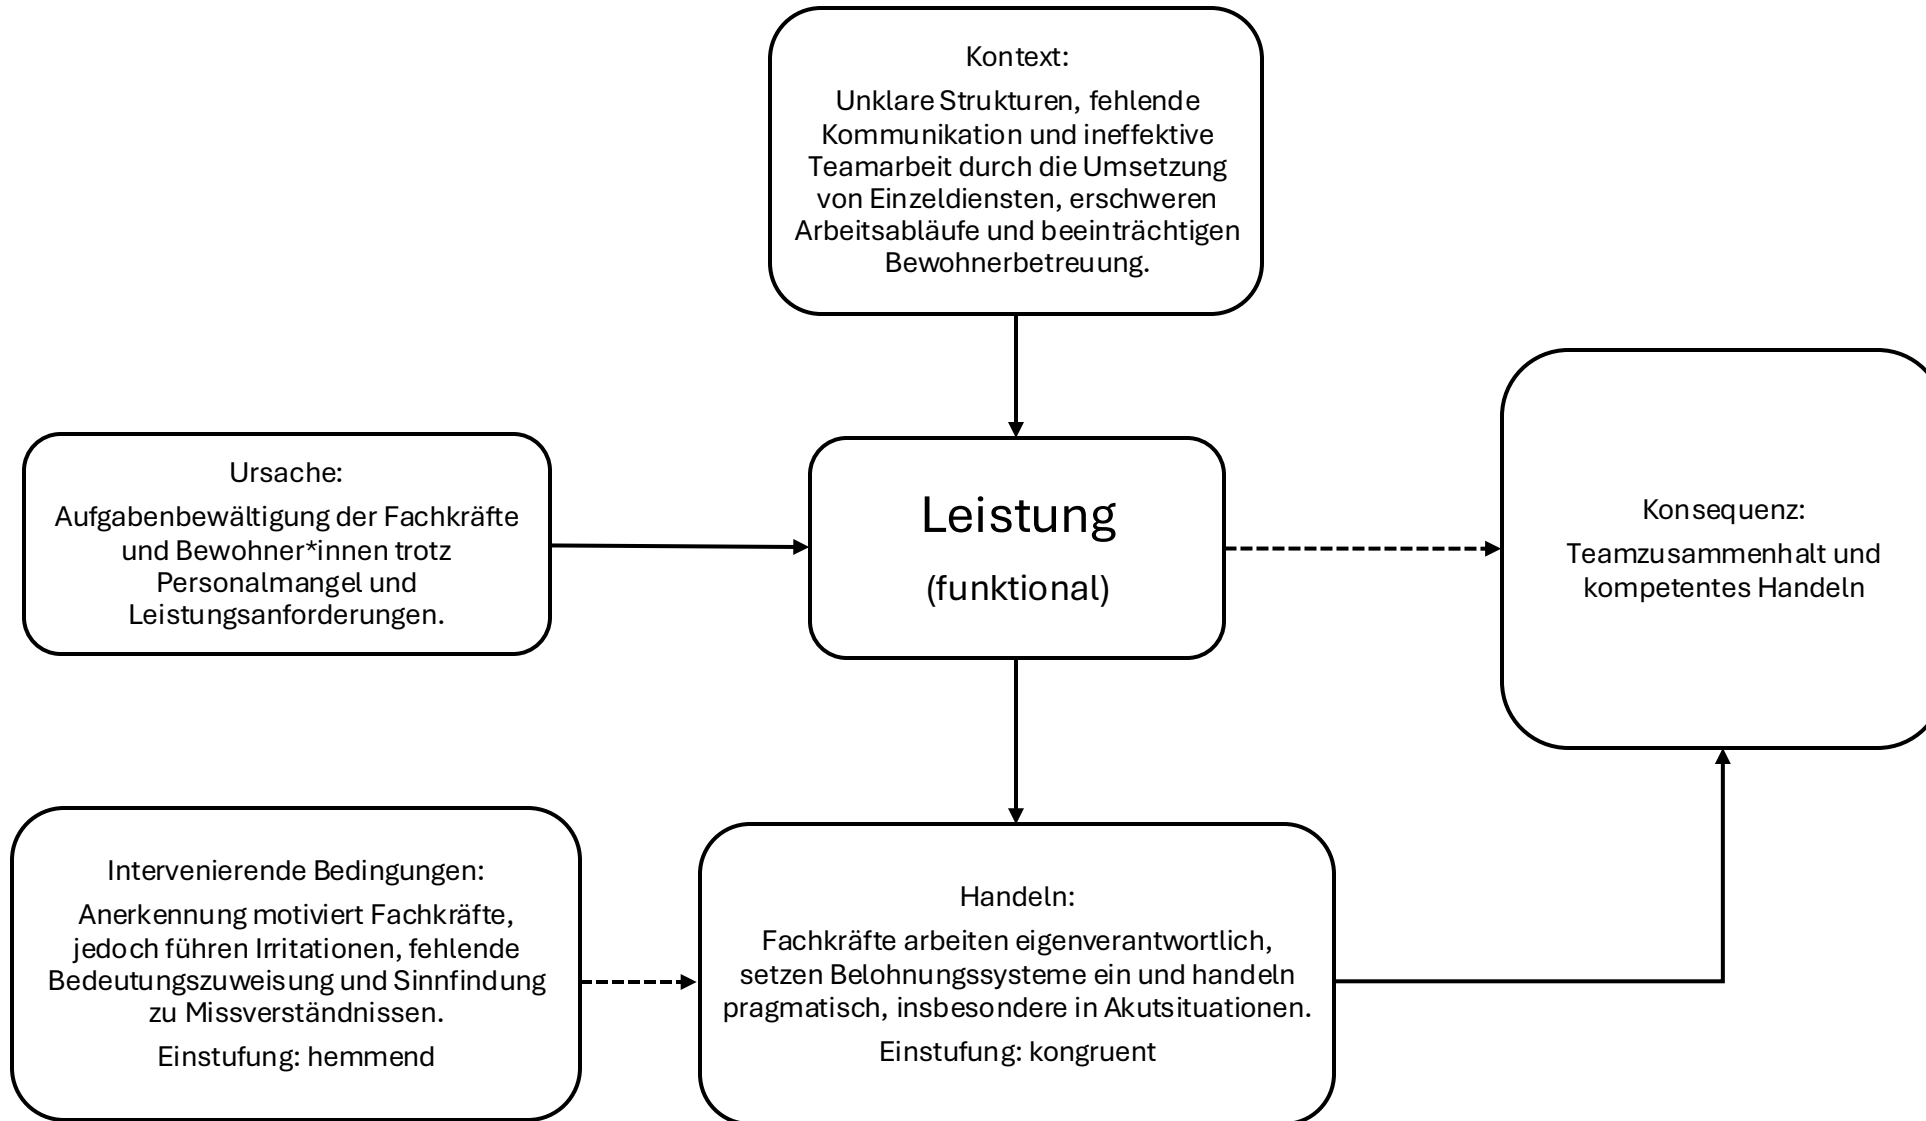 Kontext:
Unklare Strukturen, fehlende
Kommunikation und ineffektive
Teamarbeit durch die Umsetzung
von Einzeldiensten, erschweren
Arbeitsabläufe und beeinträchtigen
Bewohnerbetreuung.
Ursache:
Aufgabenbewältigung der Fachkräfte
und Bewohner*innen trotz
Personalmangel und
Leistungsanforderungen.
Leistung
(funktional)
Konsequenz:
Teamzusammenhalt und
kompetentes Handeln
Intervenierende Bedingungen:
Anerkennung motiviert Fachkräfte,
jedoch führen Irritationen, fehlende
Bedeutungszuweisung und Sinnfindung
zu Missverständnissen.
Einstufung: hemmend
Handeln:
Fachkräfte arbeiten eigenverantwortlich,
setzen Belohnungssysteme ein und handeln
pragmatisch, insbesondere in Akutsituationen.
Einstufung: kongruent